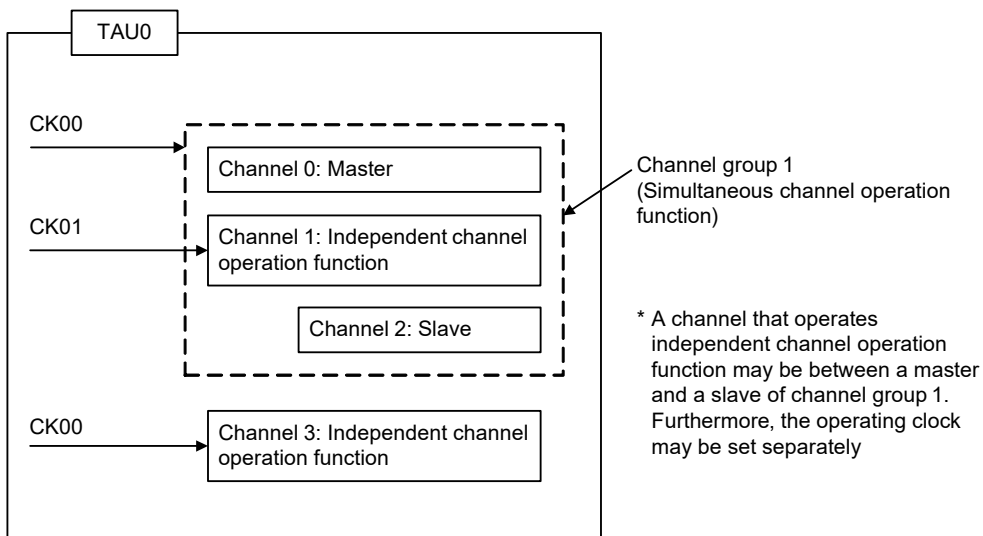 TAU0
CK00
Channel 0: Master
Channel group 1
(Simultaneous channel operation
function)
CK01
Channel 1: Independent channel
operation function
Channel 2: Slave
* A channel that operates
independent channel operation
function may be between a master
and a slave of channel group 1.
Furthermore, the operating clock
may be set separately
CK00
Channel 3: Independent channel
operation function